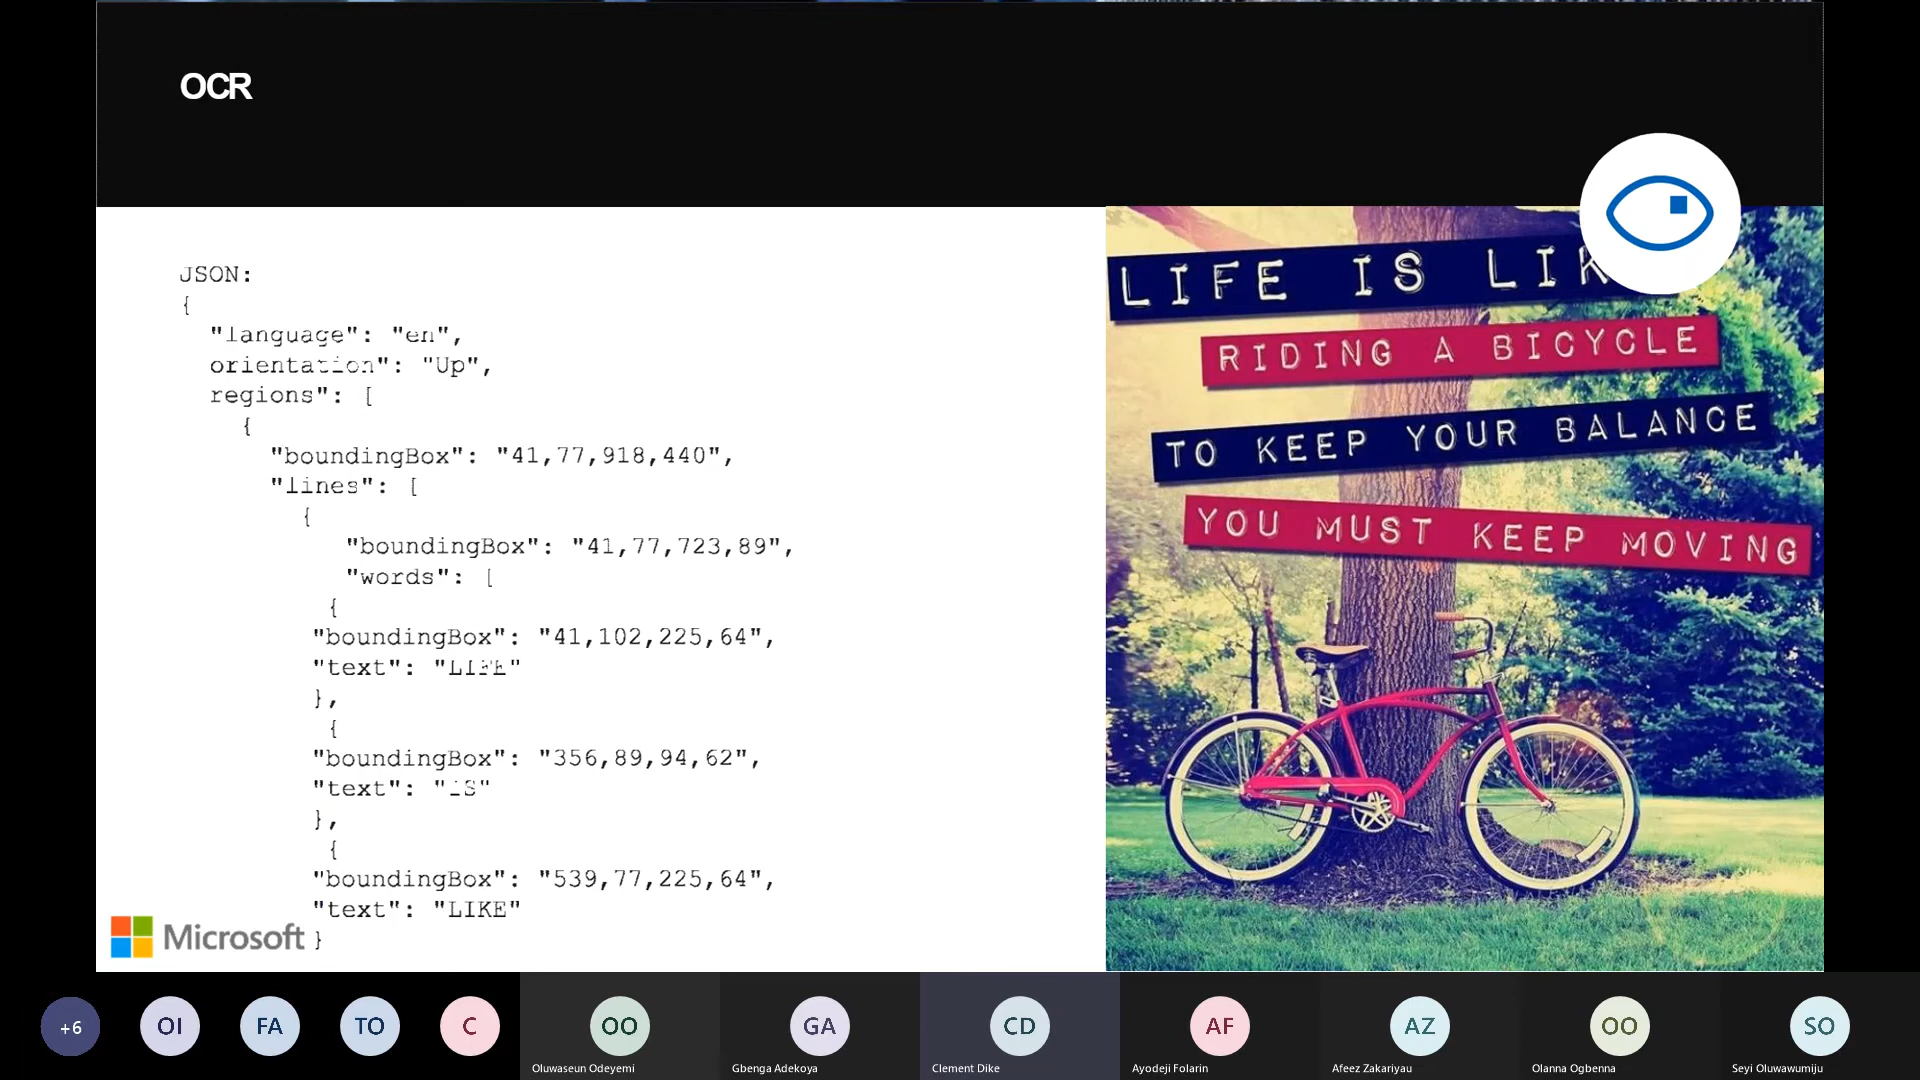 OCR
JSON:
{
"language": "en",
orientation": "Up",
regions": [
{
"boundingBox": "41,77,918,440",
"lines": [
{
"boundingBox": "41,77,723,89",
"words": [
{
"boundingBox": "41,102,225,64",
"text": "LIFE"
},
{
"boundingBox": "356,89,94,62",
"text": "IS"
},
{
"boundingBox": "539,77,225,64",
"text": "LIKE"
}
Microsoft
LIFE IS LIK
RIDING A BICYCLE
TO KEEP YOUR BALANCE
YOU MUST KEEP MOVING
+6
OI
FA
TO
C
OO
Oluwaseun Odeyemi
GA
Gbenga Adekoya
CD
Clement Dike
AF
Ayodeji Folarin
AZ
Afeez Zakariyau
OO
Olanna Ogbenna
SO
Seyi Oluwawumiju